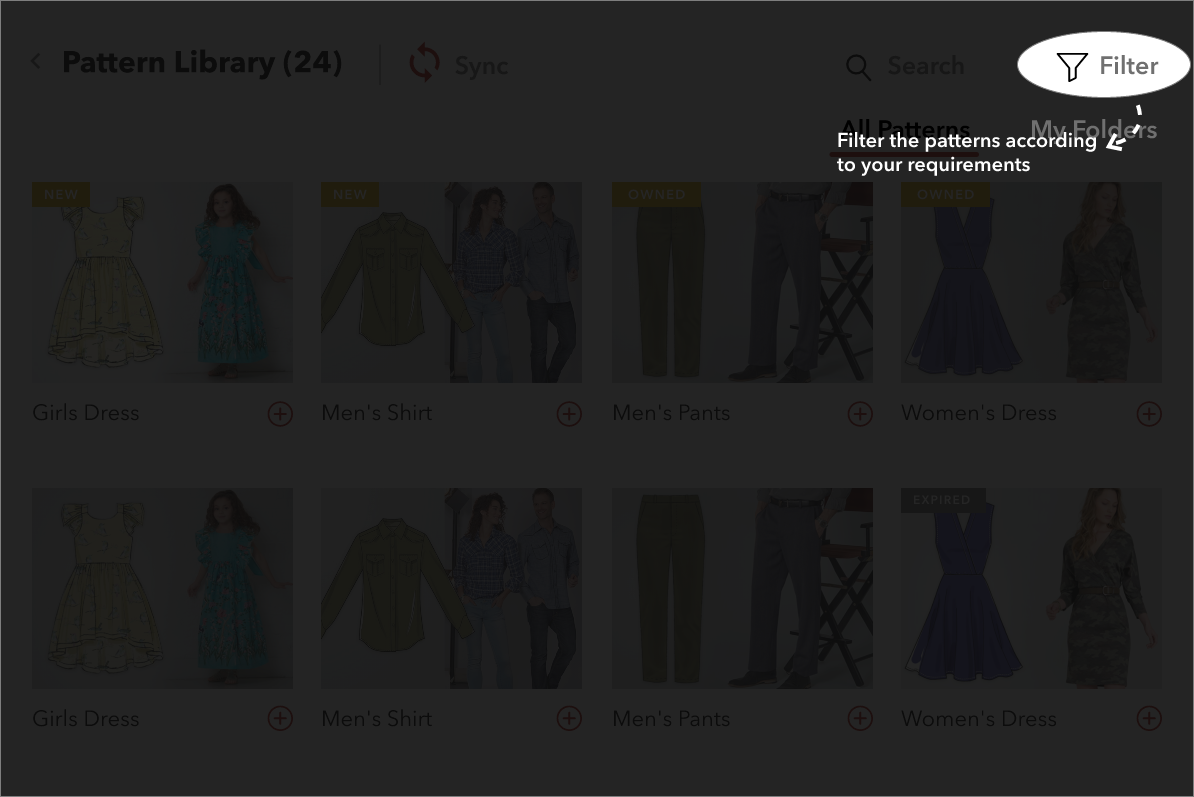 Pattern Library (24)
Sync
Search
Filter
All Patterns
My Folders
Filter the patterns according
to your requirements
NEW
NEW
OWNED
OWNED
Girls Dress
Men's Shirt
Men's Pants
Women's Dress
EXPIRED
Girls Dress
Men's Shirt
Men's Pants
Women's Dress